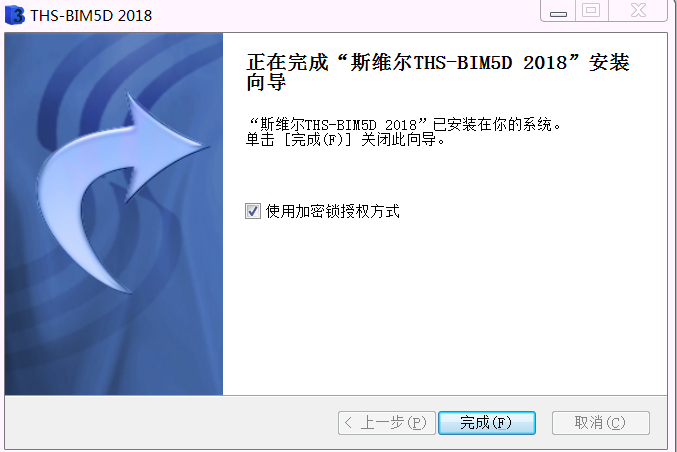 THS-BIM5D 2018
正在完成“斯维尔THS-BIM5D 2018”安装
向导
“斯维尔THS-BIM5D 2018”已安装在你的系统。
单击 [完成(F)] 关闭此向导。
使用加密锁授权方式
< 上一步(P) 完成(F) 取消(C)